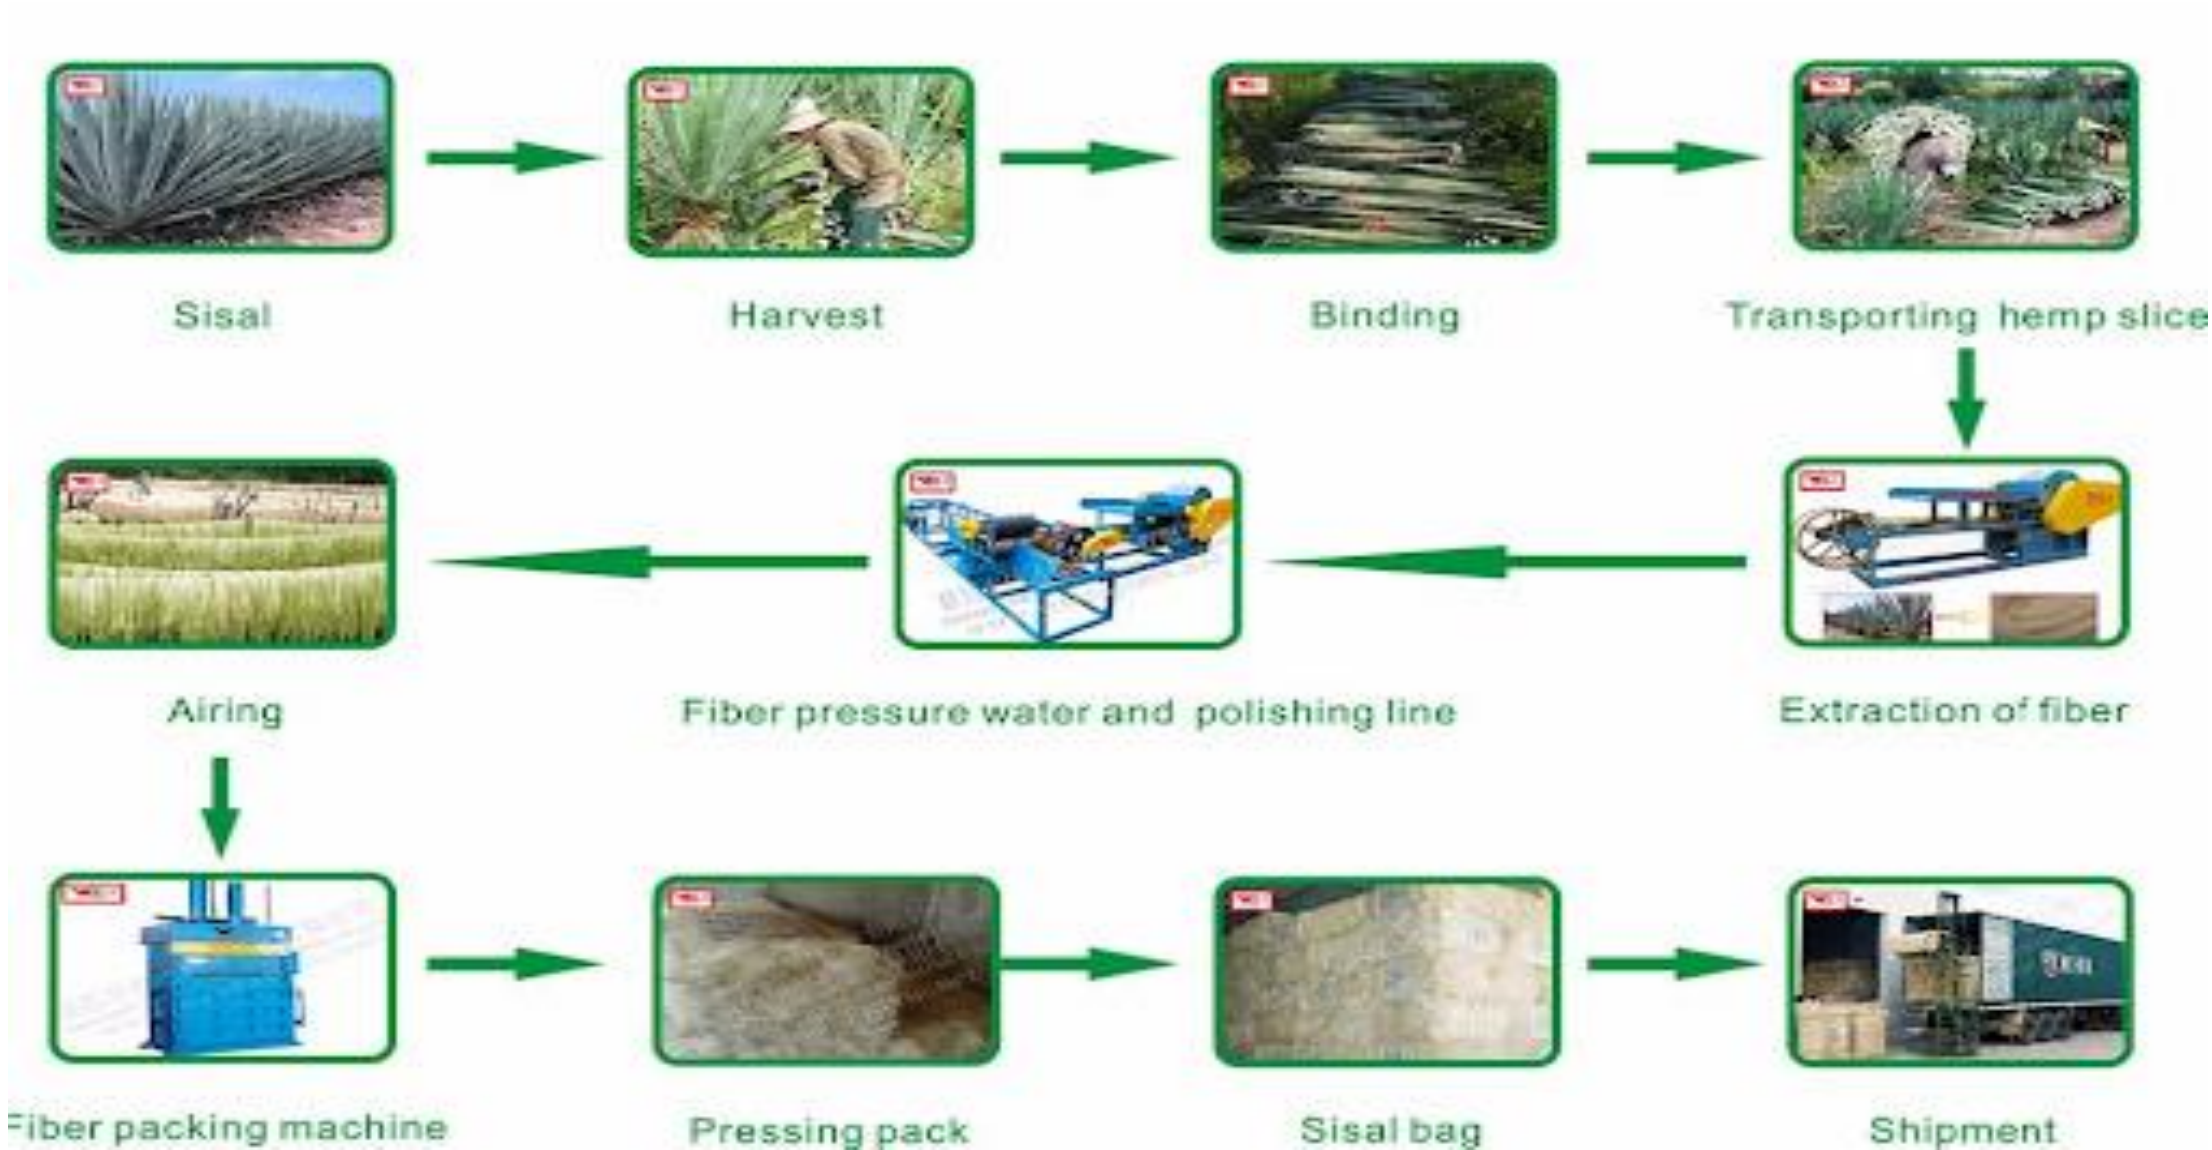 Sisal
Harvest
Binding
Transporting hemp slice
Airing
Fiber pressure water and polishing line
Extraction of fiber
Fiber packing machine
Pressing pack
Sisal bag
Shipment